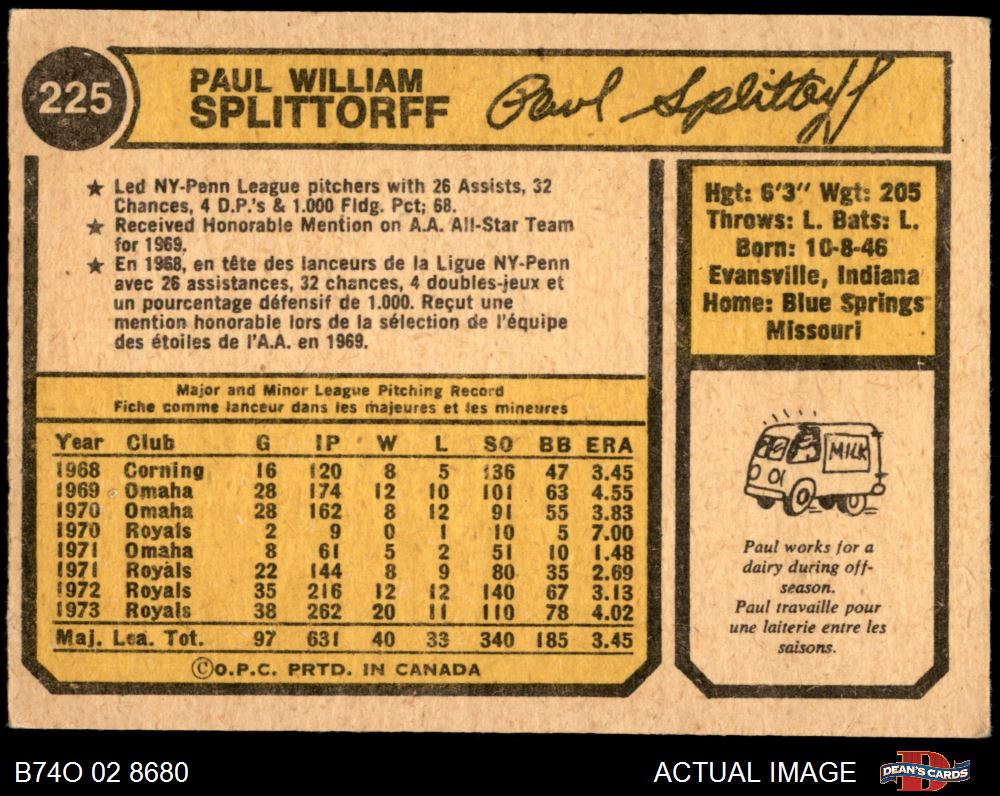 225
PAUL WILLIAM
SPLITTORFF
Paul Splittorff
★ Led NY-Penn League pitchers with 26 Assists, 32
Chances, 4 D.P.'s & 1.000 Fldg. Pct; 68.
★ Received Honorable Mention on A.A. All-Star Team
for 1969.
★ En 1968, en tête des lanceurs de la Ligue NY-Penn
avec 26 assistances, 32 chances, 4 doubles-jeux et
un pourcentage défensif de 1.000. Reçut une
mention honorable lors de la sélection de l'équipe
des étoiles de l'A.A. en 1969.
Hgt: 6'3" Wgt: 205
Throws: L. Bats: L.
Born: 10-8-46
Evansville, Indiana
Home: Blue Springs
Missouri
Major and Minor League Pitching Record
Fiche comme lanceur dans les majeures et les mineures
Year Club G IP W L SO BB ERA
1968 Corning 16 120 8 5 136 47 3.45
1969 Omaha 28 174 12 10 101 63 4.55
1970 Omaha 28 162 8 12 91 55 3.83
1970 Royals 2 9 0 1 10 5 7.00
1971 Omaha 8 61 5 2 51 10 1.48
1971 Royals 22 144 8 9 80 35 2.69
1972 Royals 35 216 12 12 140 67 3.13
1973 Royals 38 262 20 11 110 78 4.02
Maj. Lea. Tot. 97 631 40 33 340 185 3.45
©O.P.C. PRTD. IN CANADA
MILK
Paul works for a
dairy during off-
season.
Paul travaille pour
une laiterie entre les
saisons.
B74O 02 8680
ACTUAL IMAGE
D
DEAN'S CARDS